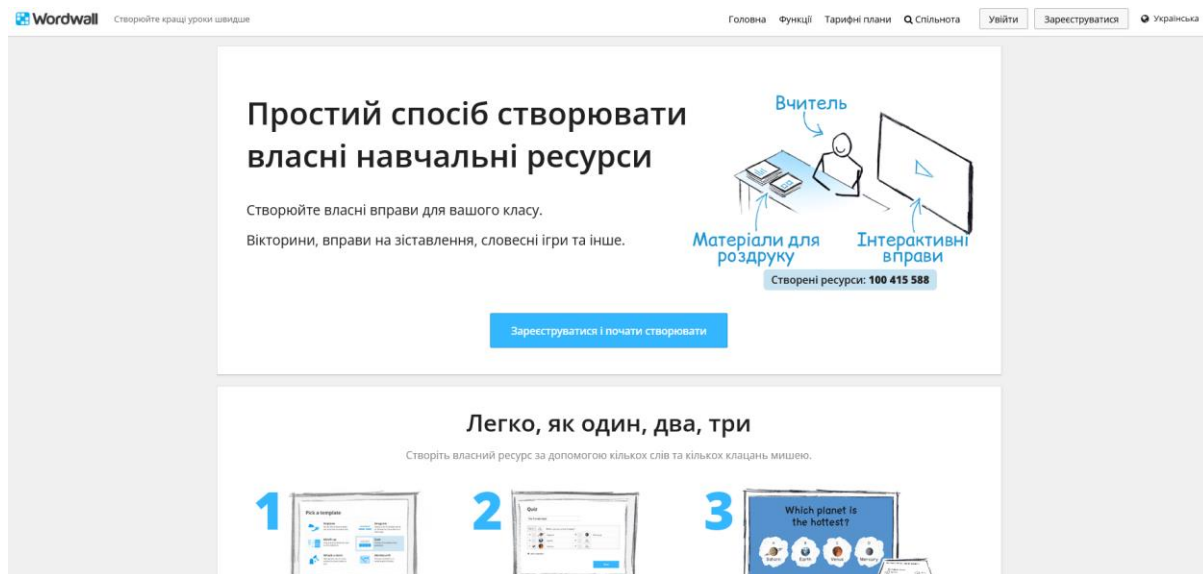 Wordwall Створюйте кращі уроки швидше Головна Функції Тарифні плани Спільнота Увійти Зареєструватися Українська
Простий спосіб створювати
власні навчальні ресурси
Створюйте власні вправи для вашого класу.
Вікторини, вправи на зіставлення, словесні ігри та інше.
Вчитель
Матеріали для
роздруку
Інтерактивні
вправи
Створені ресурси: 100 415 588
Зареєструватися і почати створювати
Легко, як один, два, три
Створіть власний ресурс за допомогою кількох слів та кількох клацань мишею.
1
Pick a template
2
Quiz
3
Which planet is
the hottest?
Saturn Earth Venus Mercury